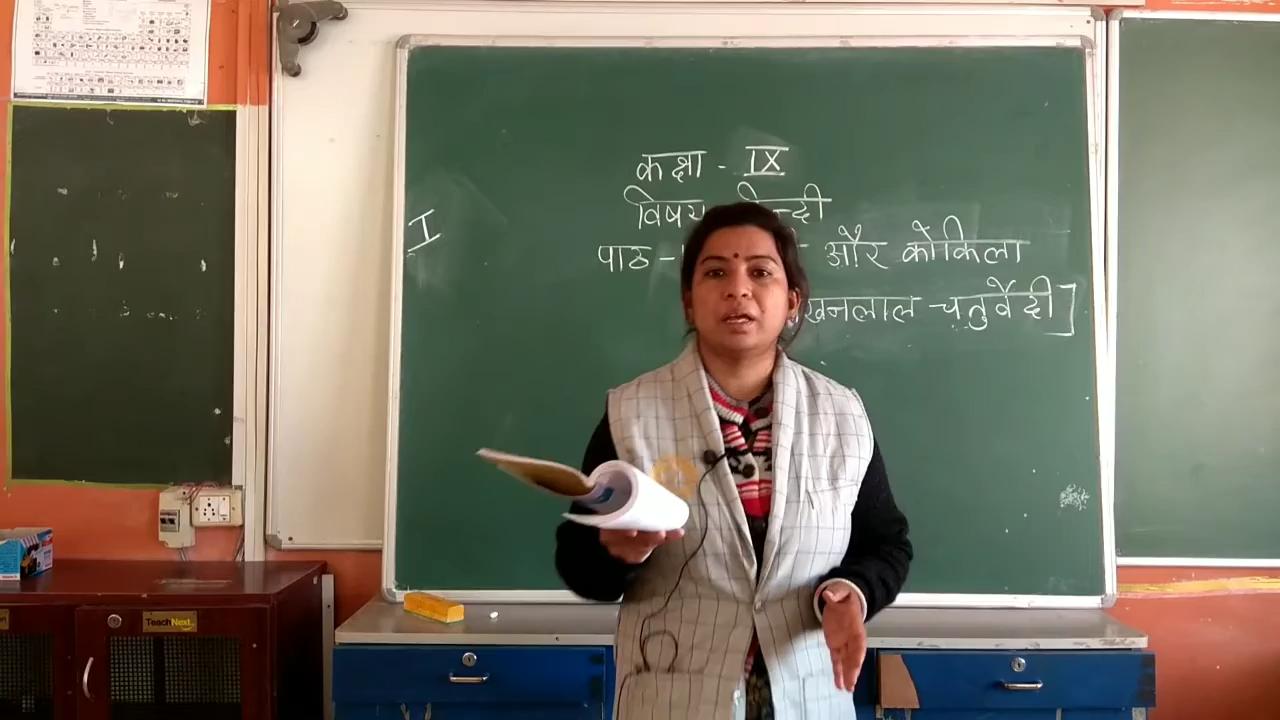 कक्षा - IX
विषय हिन्दी
पाठ - और कोकिला
माखनलाल चतुर्वेदी]
I
TeachNext